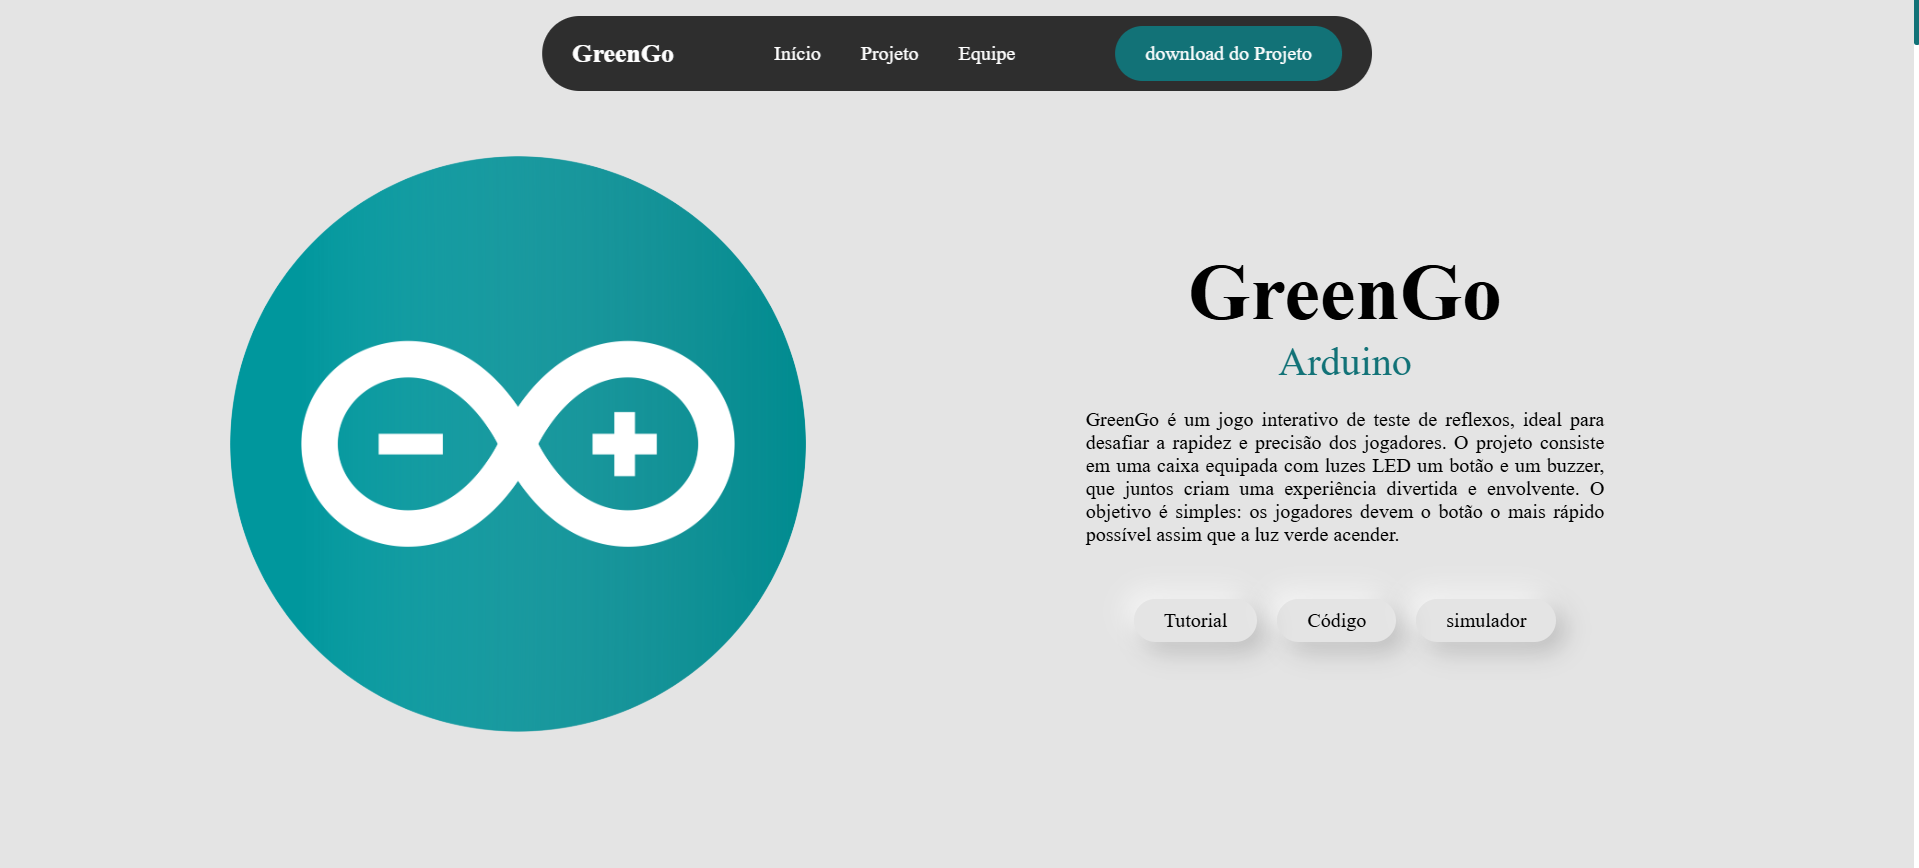 GreenGo
Início
Projeto
Equipe
download do Projeto
GreenGo
Arduino
GreenGo é um jogo interativo de teste de reflexos, ideal para
desafiar a rapidez e precisão dos jogadores. O projeto consiste
em uma caixa equipada com luzes LED um botão e um buzzer,
que juntos criam uma experiência divertida e envolvente. O
objetivo é simples: os jogadores devem o botão o mais rápido
possível assim que a luz verde acender.
Tutorial
Código
simulador